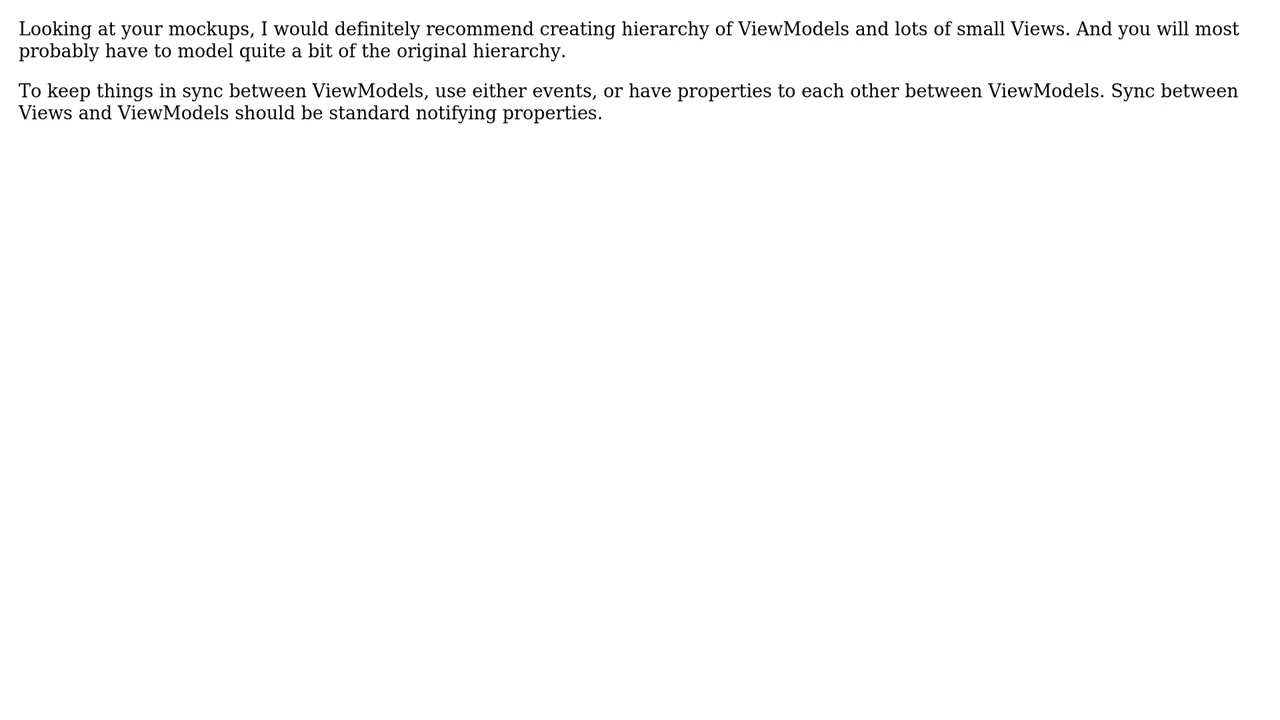 Looking at your mockups, I would definitely recommend creating hierarchy of ViewModels and lots of small Views. And you will most
probably have to model quite a bit of the original hierarchy.
To keep things in sync between ViewModels, use either events, or have properties to each other between ViewModels. Sync between
Views and ViewModels should be standard notifying properties.